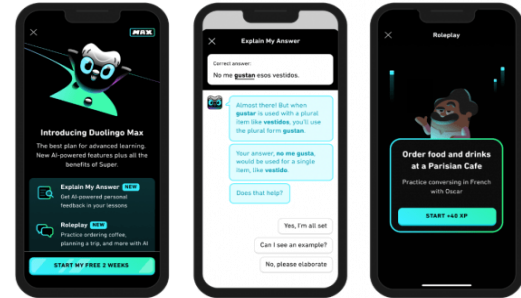 MAX
Introducing Duolingo Max
The best plan for advanced learning.
New AI-powered features plus all the
benefits of Super.
Explain My Answer NEW
Get AI-powered personal
feedback in your lessons
Roleplay NEW
Practice ordering coffee,
planning a trip, and more with AI
START MY FREE 2 WEEKS
Explain My Answer
Correct answer:
No me gustan esos vestidos.
Almost there! But when
gustar is used with a plural
item like vestidos, you'll use
the plural form gustan.
Your answer, no me gusta,
would be used for a single
item, like vestido.
Does that help?
Yes, I'm all set
Can I see an example?
No, please elaborate
Roleplay
Order food and drinks
at a Parisian Cafe
Practice conversing in French
with Oscar
START +40 XP